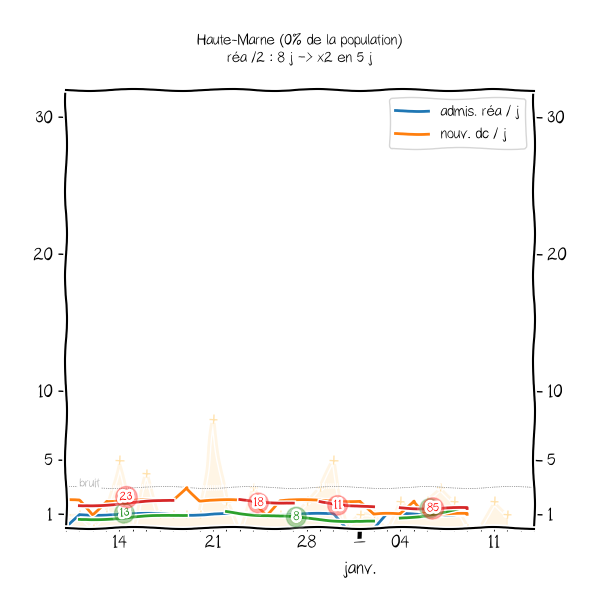 Haute-Marne (0% de la population)
réa /2 : 8 j -> x2 en 5 j
admis. réa / j
nouv. dc / j
30 30
20 20
10 10
5 5
bruit
1 1
23
13
18
8
11
85
14 21 28 1 04 11
janv.